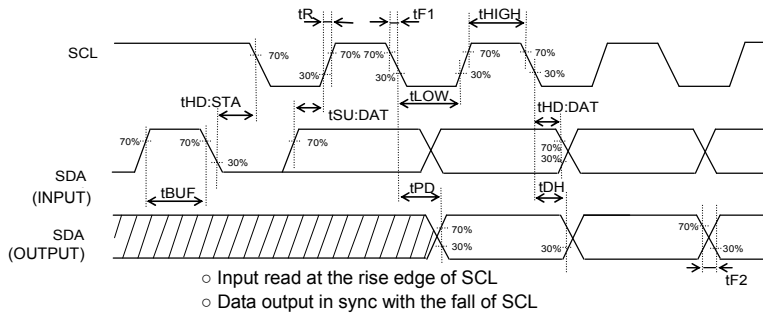 tR tF1 tHIGH
SCL
70%
30%
70%
70%
30%
70%
30%
70%
30%
tHD:STA
tSU:DAT
tLOW
tHD:DAT
70%
70%
30%
70%
70%
30%
SDA
(INPUT)
tBUF
tPD
tDH
SDA
(OUTPUT)
70%
30%
30%
70%
30%
tF2
○ Input read at the rise edge of SCL
○ Data output in sync with the fall of SCL